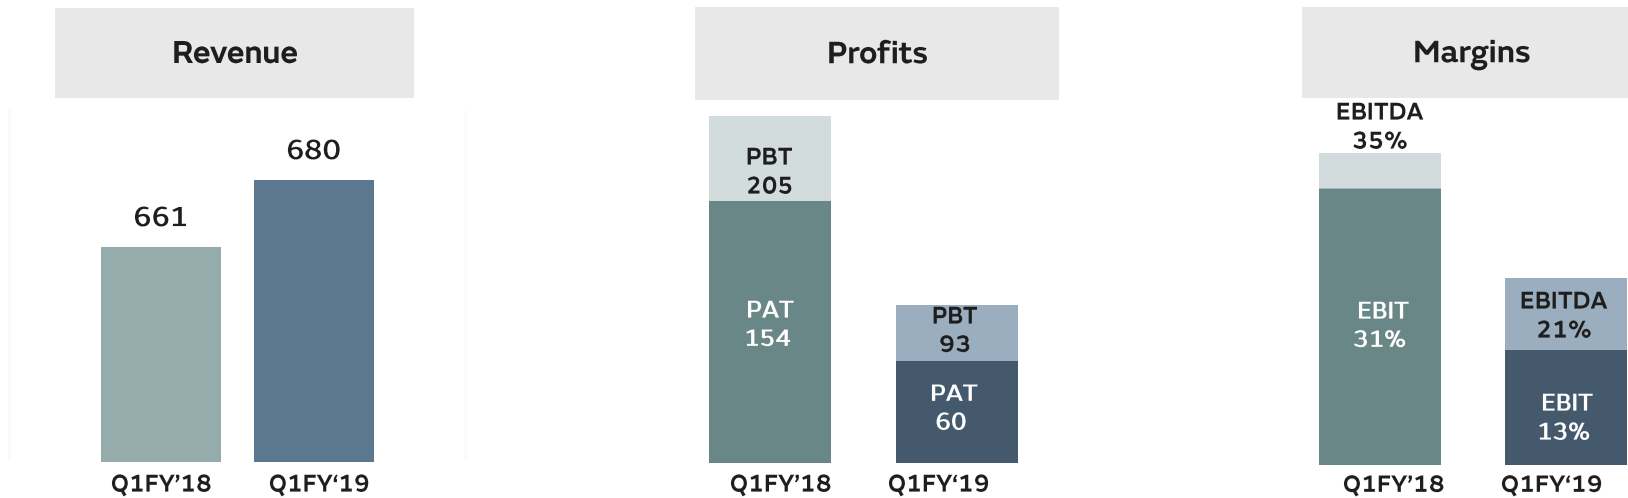 Revenue
680
661
Q1FY’18
Q1FY‘19
Profits
PBT
205
PAT
154
PBT
93
PAT
60
Q1FY’18
Q1FY‘19
Margins
EBITDA
35%
EBIT
31%
EBITDA
21%
EBIT
13%
Q1FY’18
Q1FY‘19